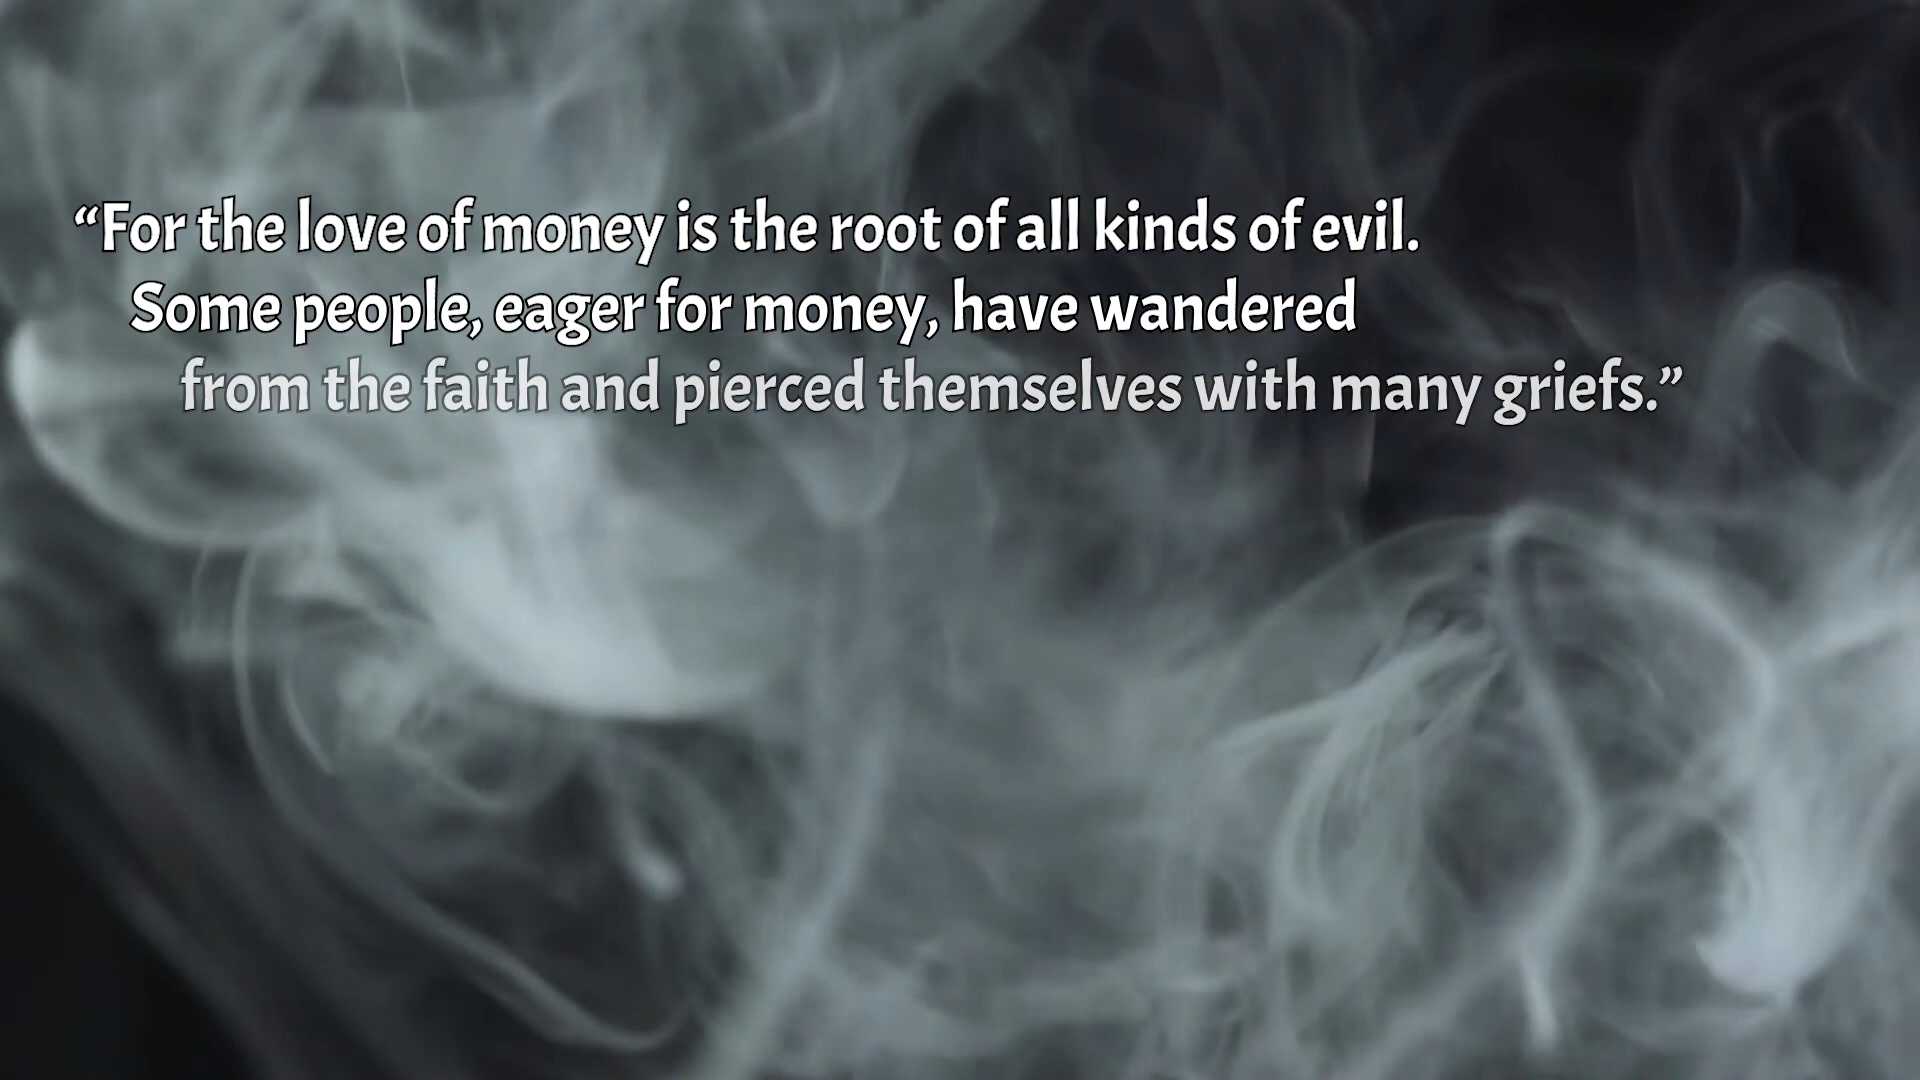 “For the love of money is the root of all kinds of evil.
Some people, eager for money, have wandered
from the faith and pierced themselves with many griefs.”